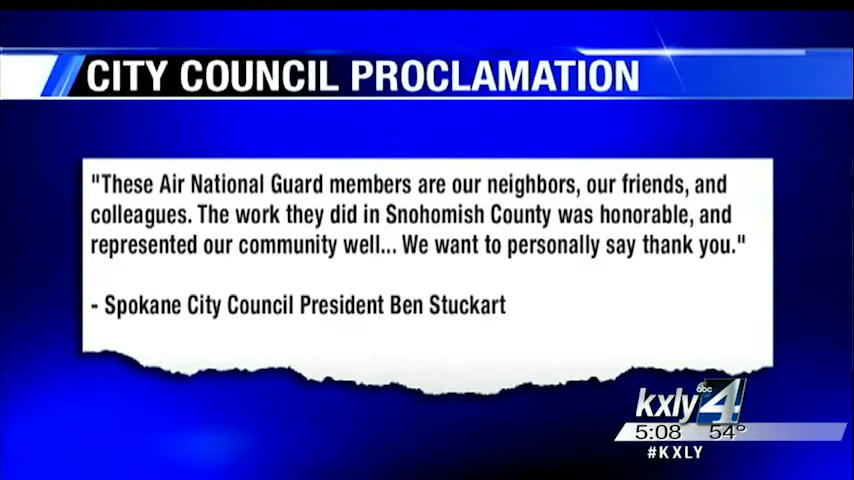 CITY COUNCIL PROCLAMATION
"These Air National Guard members are our neighbors, our friends, and
colleagues. The work they did in Snohomish County was honorable, and
represented our community well... We want to personally say thank you."
- Spokane City Council President Ben Stuckart
kxly abc 4
5:08 54°
#KXLY